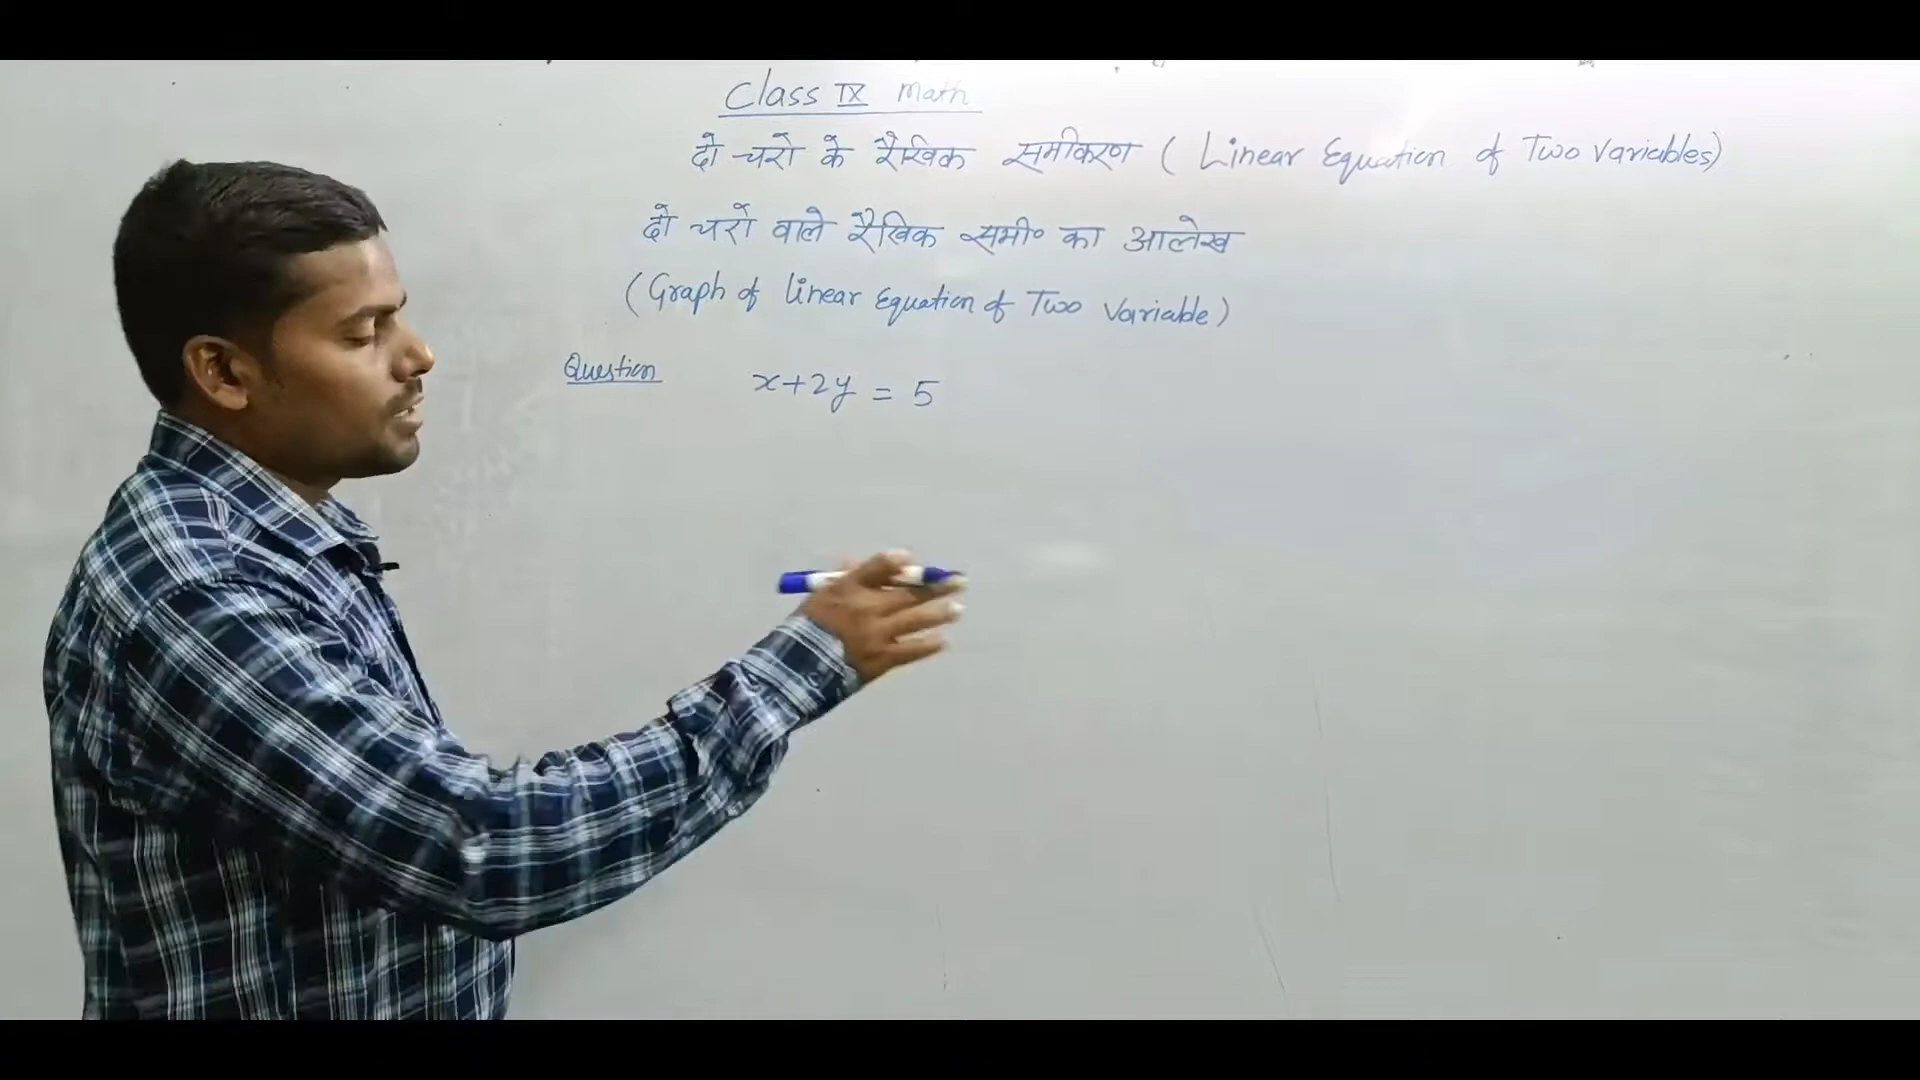 Class IX Math
दो चरों के रैखिक समीकरण ( Linear Equation of Two Variables)
दो चरों वाले रैखिक समी० का आलेख
(Graph of linear Equation of Two Variable)
Question x+2y = 5